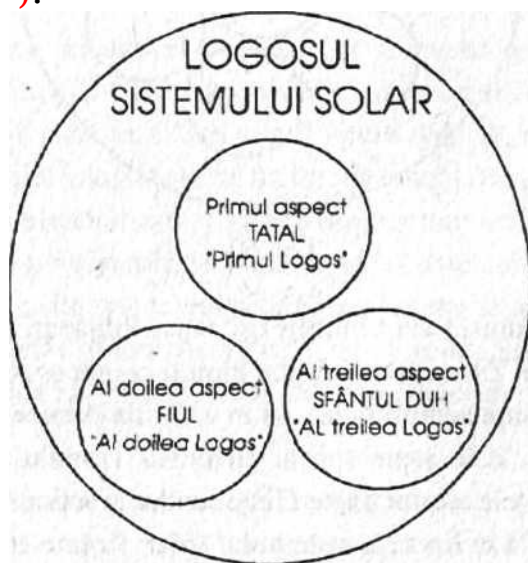 ).
LOGOSUL
SISTEMULUI SOLAR
Primul aspect
TATAL
"Primul Logos"
Al doilea aspect
FIUL
"Al doilea Logos"
Al treilea aspect
SFÂNTUL DUH
"AL treilea Logos"